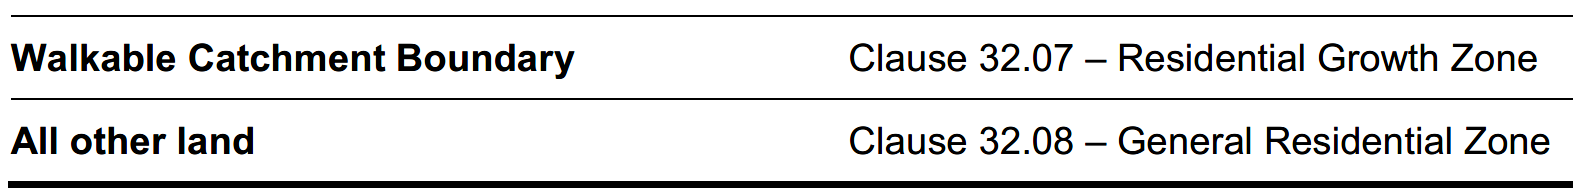 Walkable Catchment Boundary Clause 32.07 – Residential Growth Zone
All other land Clause 32.08 – General Residential Zone